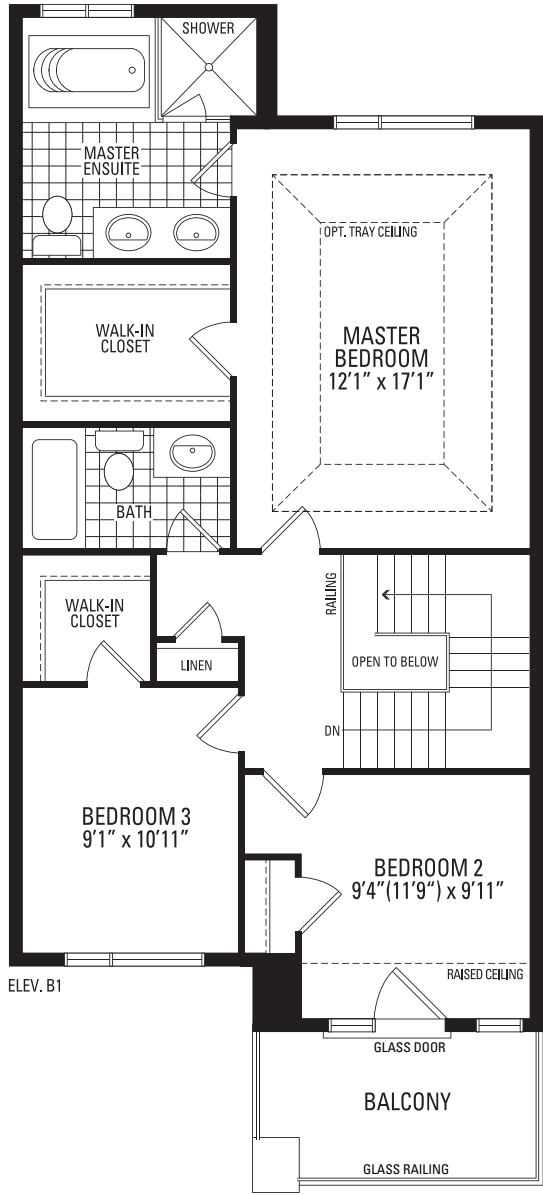 SHOWER
MASTER
ENSUITE
OPT. TRAY CEILING
WALK-IN
CLOSET
MASTER
BEDROOM
12'1" x 17'1"
BATH
WALK-IN
CLOSET
RAILING
LINEN
OPEN TO BELOW
DN
BEDROOM 3
9'1" x 10'11"
BEDROOM 2
9'4"(11'9") x 9'11"
RAISED CEILING
ELEV. B1
GLASS DOOR
BALCONY
GLASS RAILING